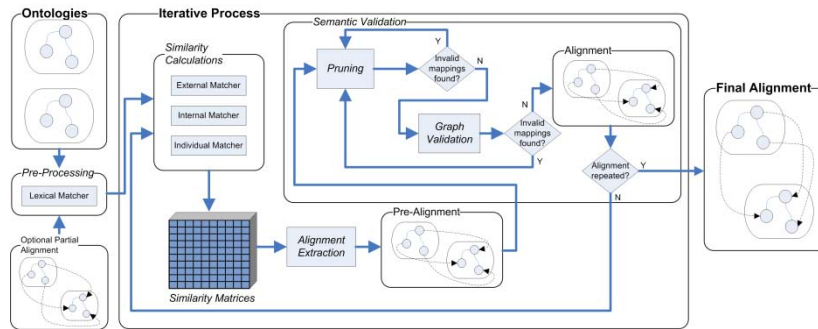 Ontologies
Pre-Processing
Lexical Matcher
Optional Partial
Alignment
Iterative Process
Similarity
Calculations
External Matcher
Internal Matcher
Individual Matcher
Similarity Matrices
Alignment
Extraction
Pre-Alignment
Semantic Validation
Pruning
Y
Invalid
mappings
found?
N
Graph
Validation
N
Invalid
mappings
found?
Y
Alignment
Alignment
repeated?
Y
N
Final Alignment